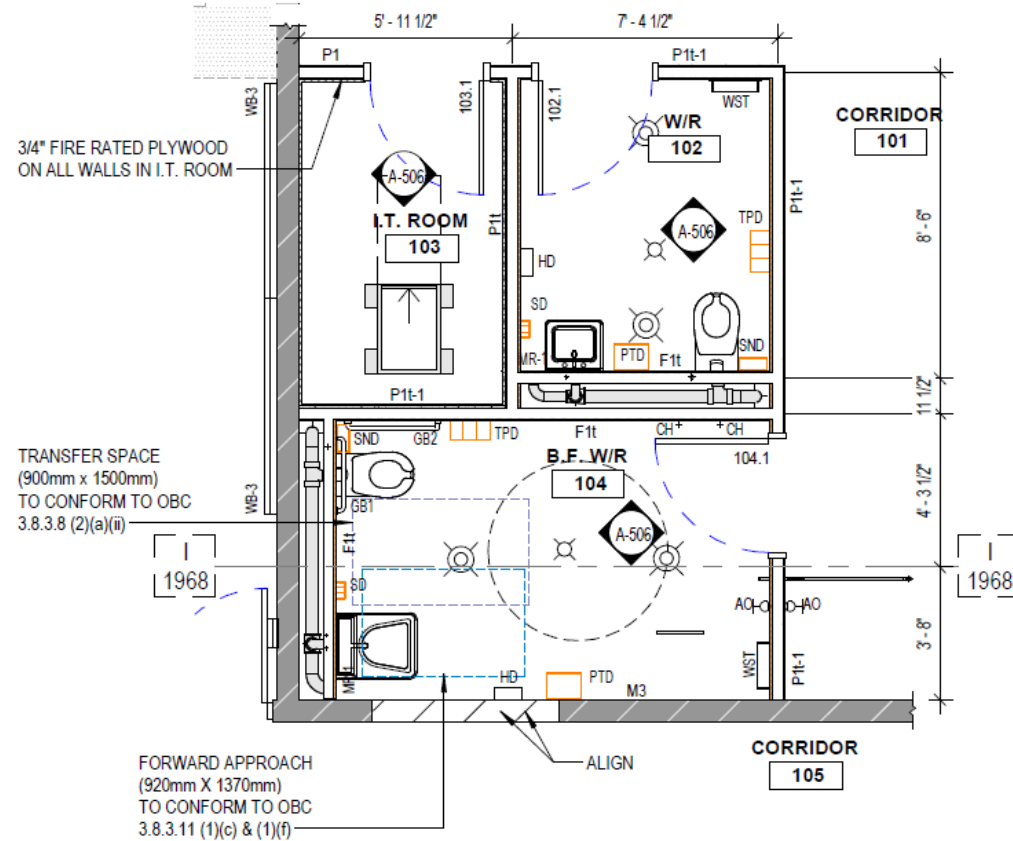 5' - 11 1/2"
7' - 4 1/2"
P1
P1t-1
WB-3
103.1
102.1
WST
W/R
102
CORRIDOR
101
3/4" FIRE RATED PLYWOOD
ON ALL WALLS IN I.T. ROOM
A-506
P1t
P1t-1
I.T. ROOM
103
A-506
TPD
8' - 6"
HD
SD
MR-1
PTD
F1t
SND
P1t-1
11 1/2"
SND
GB2
TPD
F1t
CH
CH
104.1
B.F. W/R
104
TRANSFER SPACE
(900mm x 1500mm)
TO CONFORM TO OBC
3.8.3.8 (2)(a)(ii)
WB-3
GB1
F1t
A-506
4' - 3 1/2"
I
1968
I
1968
SD
AO
AO
3' - 8"
MR-1
WST
P1t-1
HD
PTD
M3
ALIGN
CORRIDOR
105
FORWARD APPROACH
(920mm X 1370mm)
TO CONFORM TO OBC
3.8.3.11 (1)(c) & (1)(f)